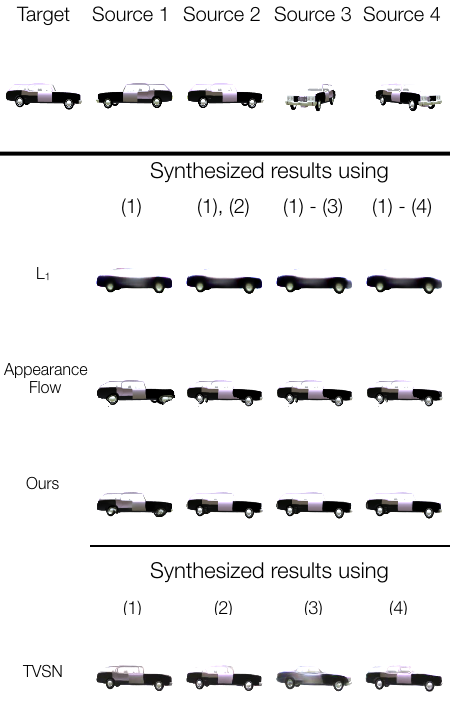 Target Source 1 Source 2 Source 3 Source 4
Synthesized results using
(1) (1), (2) (1) - (3) (1) - (4)
L₁
Appearance
Flow
Ours
Synthesized results using
(1) (2) (3) (4)
TVSN